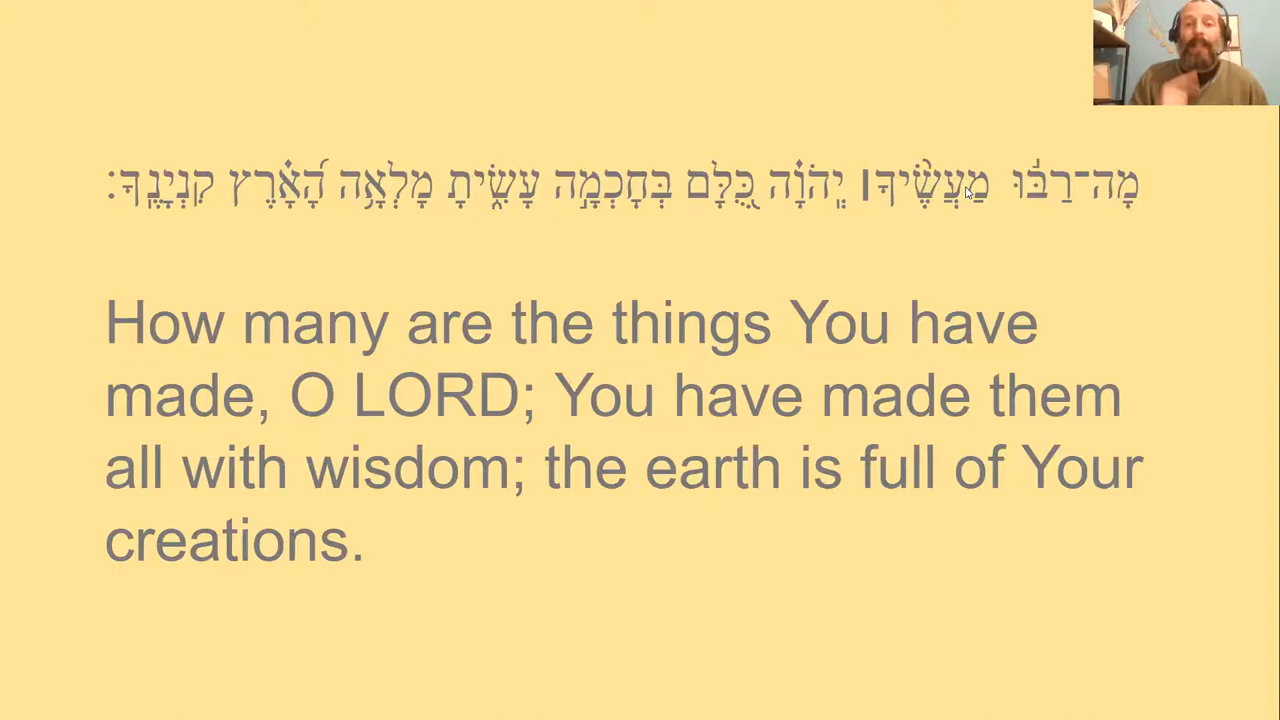 מָה־רַבּ֬וּ מַעֲשֶׂ֨יךָ׀ יְֽהֹוָ֗ה כֻּ֭לָּם בְּחׇכְמָ֣ה עָשִׂ֑יתָ מָלְאָ֥ה הָ֝אָ֗רֶץ קִנְיָנֶֽךָ׃
How many are the things You have
made, O LORD; You have made them
all with wisdom; the earth is full of Your
creations.